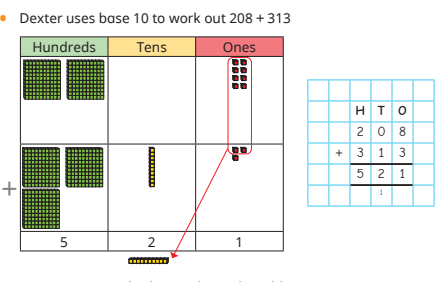 • Dexter uses base 10 to work out 208 + 313
Hundreds Tens Ones
+
5 2 1
H T O
2 0 8
+ 3 1 3
5 2 1
1